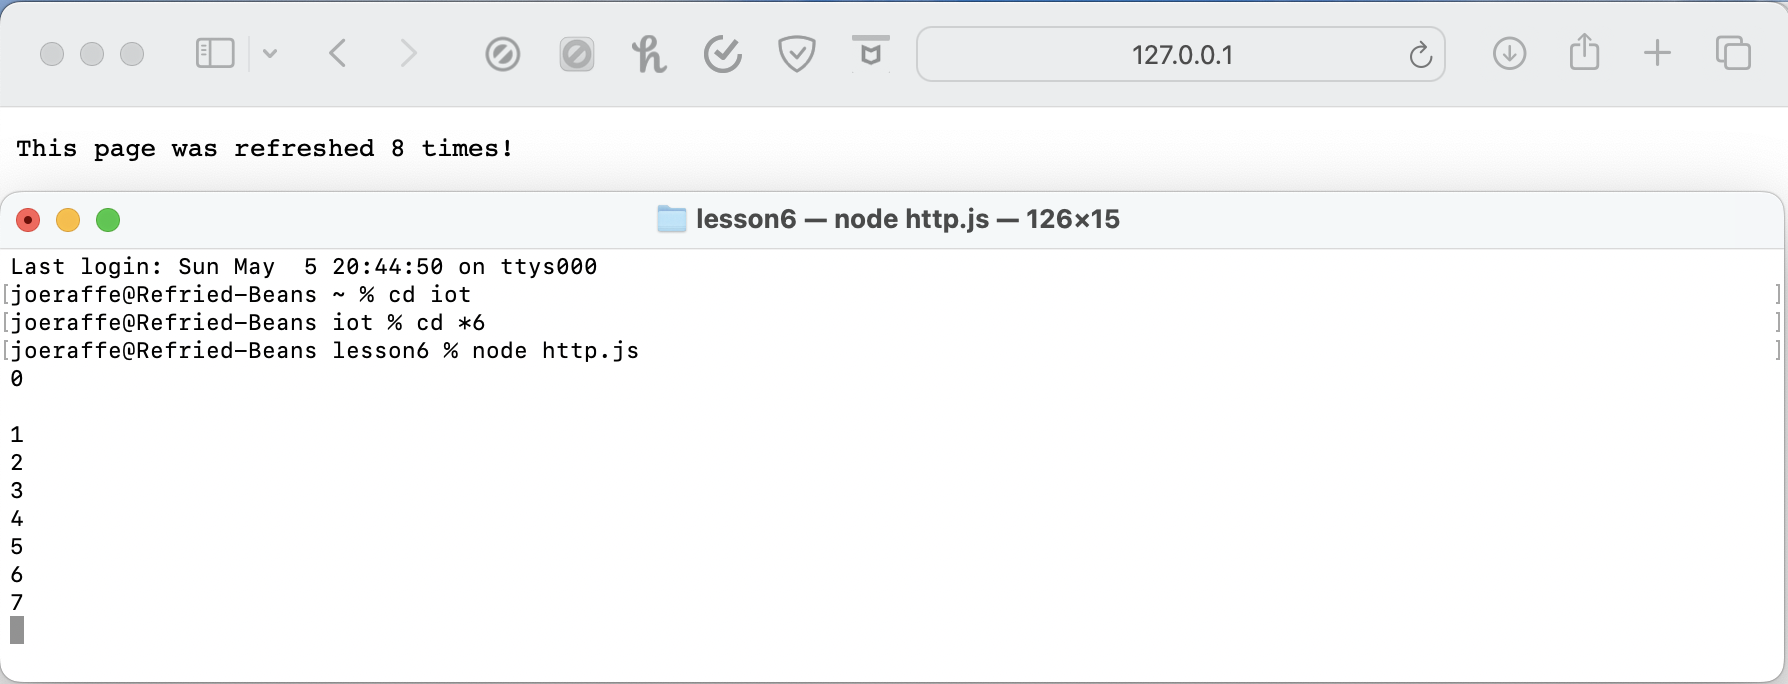 127.0.0.1
This page was refreshed 8 times!
lesson6 — node http.js — 126×15
Last login: Sun May  5 20:44:50 on ttys000
[joeraffe@Refried-Beans ~ % cd iot ]
[joeraffe@Refried-Beans iot % cd *6 ]
[joeraffe@Refried-Beans lesson6 % node http.js ]
0
1
2
3
4
5
6
7